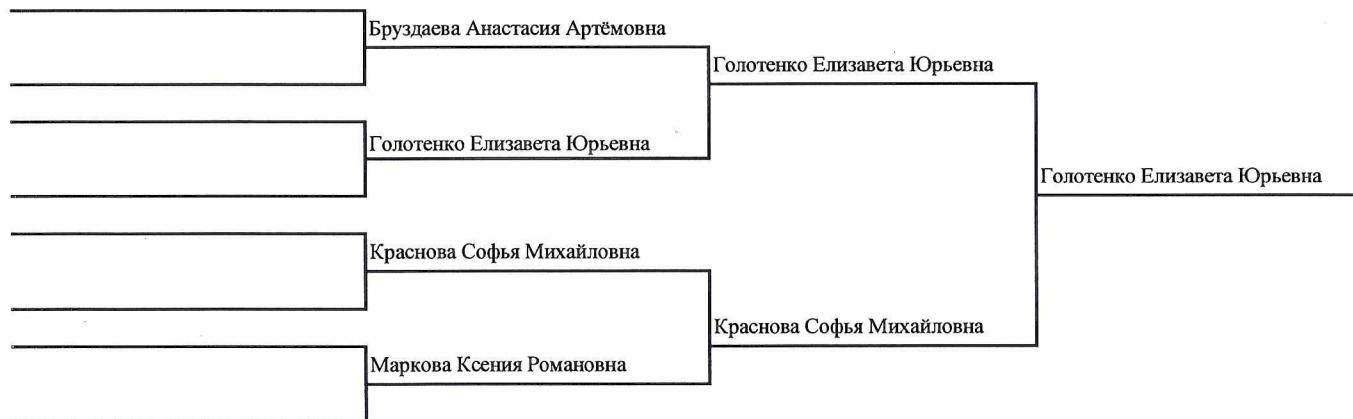 Бруздаева Анастасия Артёмовна
Голотенко Елизавета Юрьевна
Голотенко Елизавета Юрьевна
Голотенко Елизавета Юрьевна
Краснова Софья Михайловна
Краснова Софья Михайловна
Маркова Ксения Романовна